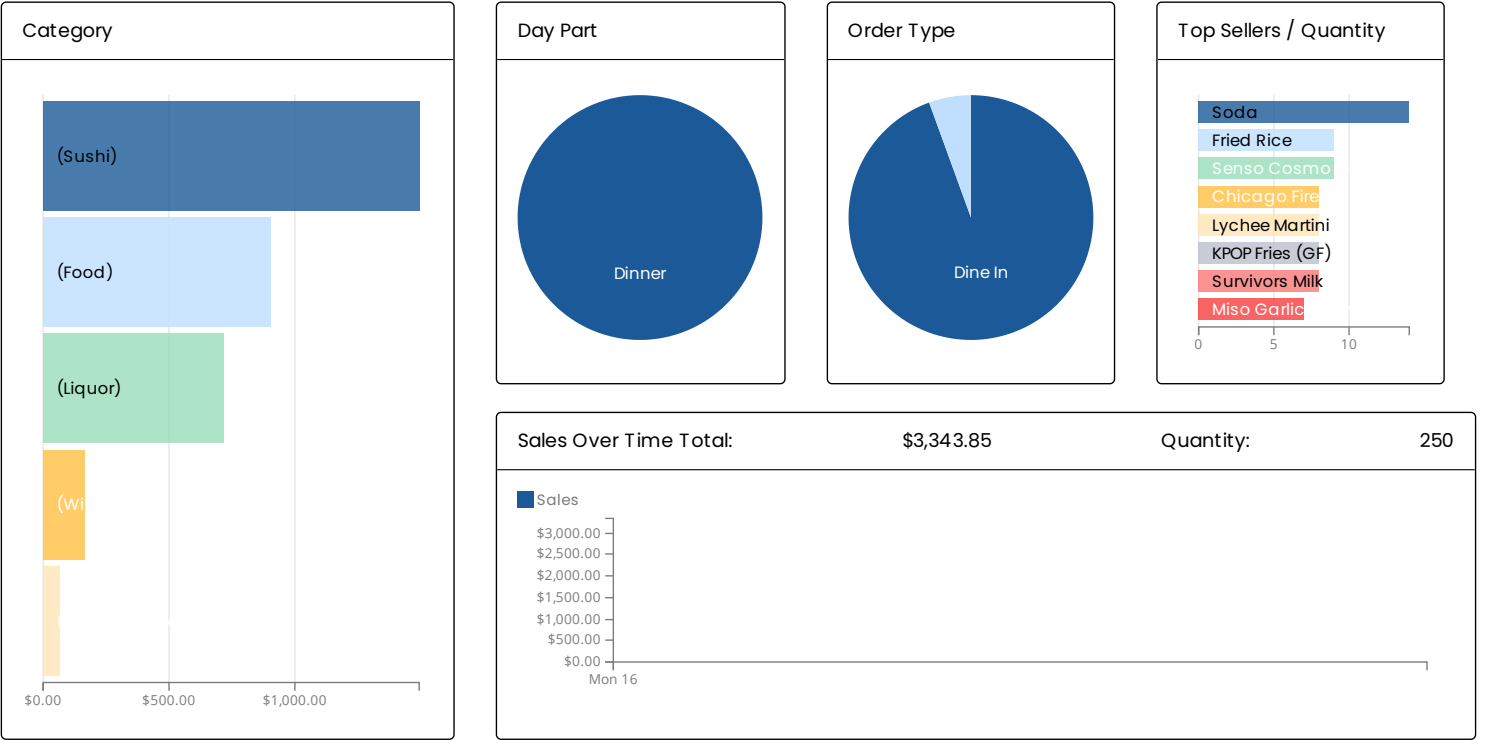 Category
(Sushi)
(Food)
(Liquor)
(Wi
$0.00 $500.00 $1,000.00
Day Part
Dinner
Order Type
Dine In
Top Sellers / Quantity
Soda
Fried Rice
Senso Cosmo
Chicago Fire
Lychee Martini
KPOP Fries (GF)
Survivors Milk
Miso Garlic
0 5 10
Sales Over Time Total: $3,343.85 Quantity: 250
Sales
$3,000.00
$2,500.00
$2,000.00
$1,500.00
$1,000.00
$500.00
$0.00
Mon 16